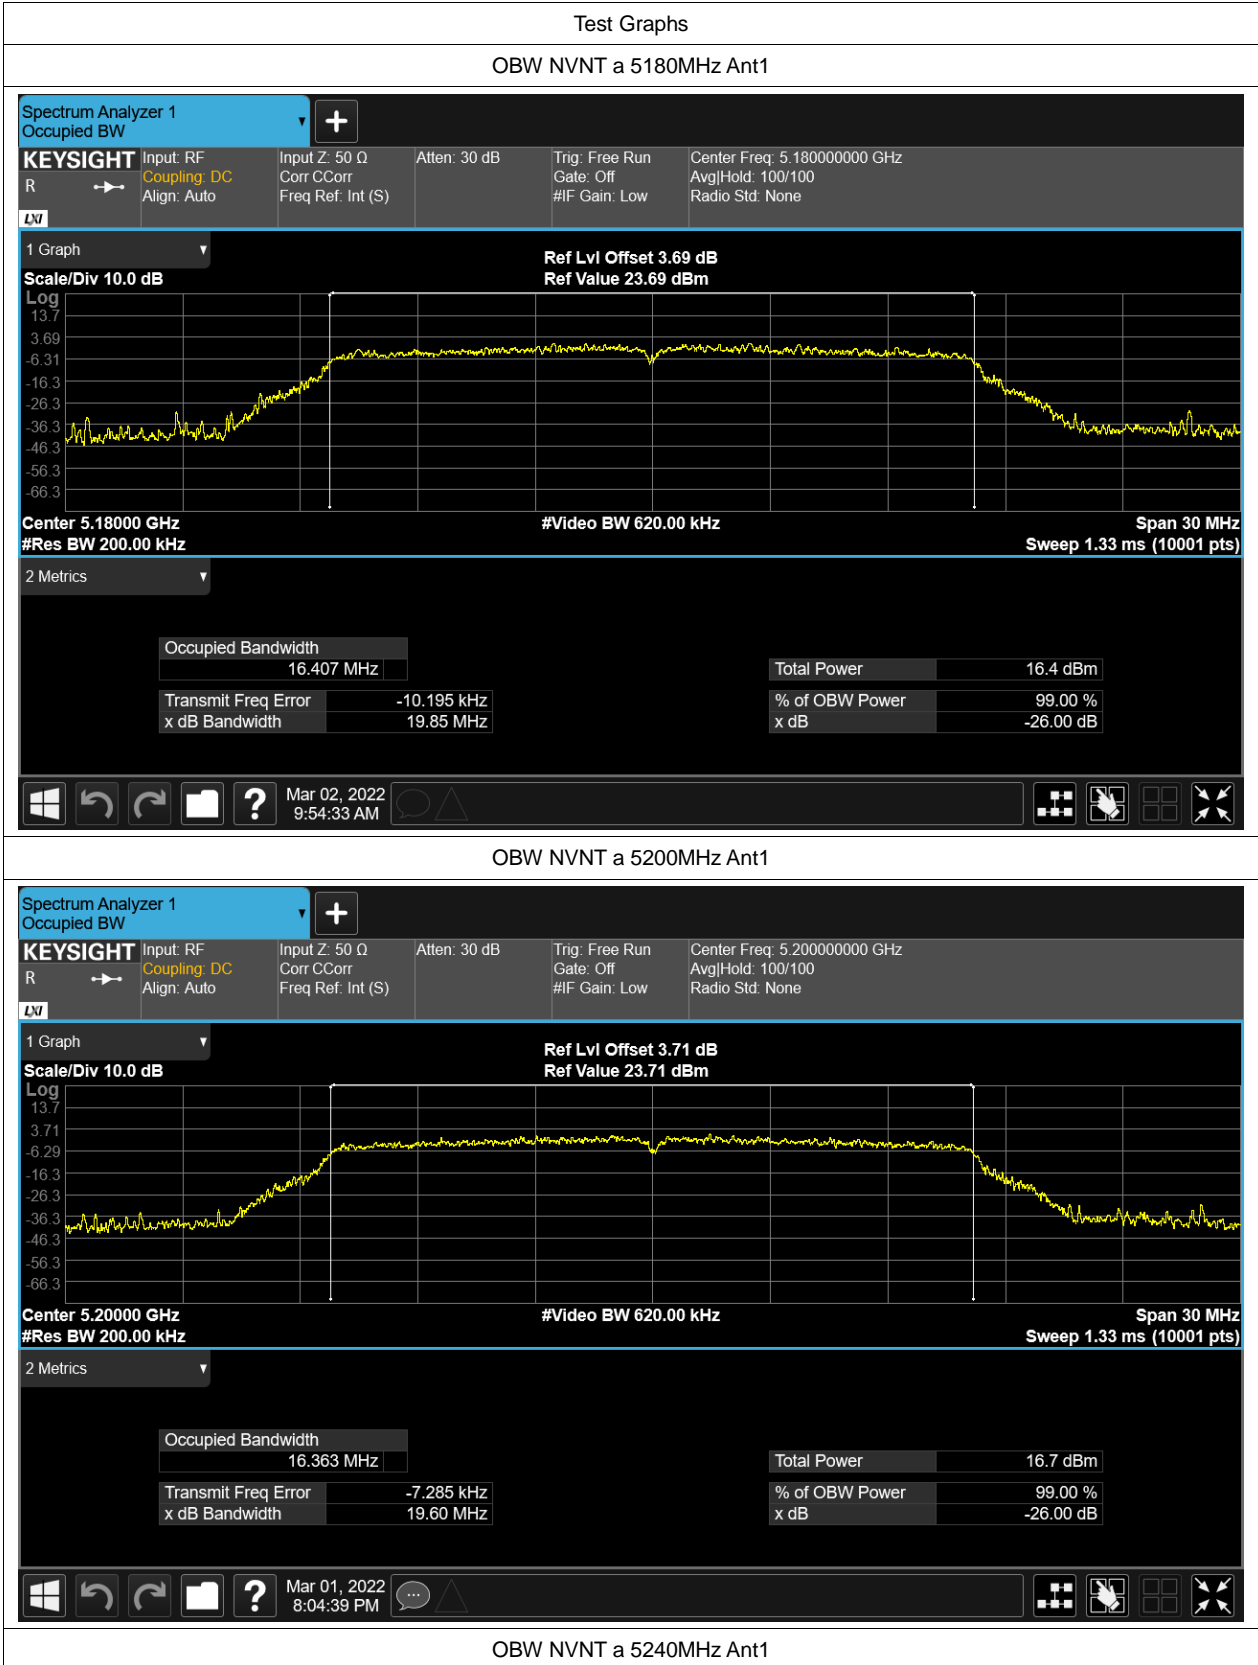 Test Graphs
OBW NVNT a 5180MHz Ant1
Spectrum Analyzer 1
Occupied BW
KEYSIGHT
R
LXI
Input: RF
Coupling: DC
Align: Auto
Input Z: 50 Ω
Corr CCorr
Freq Ref: Int (S)
Atten: 30 dB
Trig: Free Run
Gate: Off
#IF Gain: Low
Center Freq: 5.180000000 GHz
Avg|Hold: 100/100
Radio Std: None
1 Graph
Scale/Div 10.0 dB
Ref Lvl Offset 3.69 dB
Ref Value 23.69 dBm
Log
13.7
3.69
-6.31
-16.3
-26.3
-36.3
-46.3
-56.3
-66.3
Center 5.18000 GHz
#Video BW 620.00 kHz
Span 30 MHz
#Res BW 200.00 kHz
Sweep 1.33 ms (10001 pts)
2 Metrics
Occupied Bandwidth
16.407 MHz
Total Power 16.4 dBm
Transmit Freq Error -10.195 kHz
% of OBW Power 99.00 %
x dB Bandwidth 19.85 MHz
x dB -26.00 dB
?
Mar 02, 2022
9:54:33 AM
OBW NVNT a 5200MHz Ant1
Spectrum Analyzer 1
Occupied BW
KEYSIGHT
R
LXI
Input: RF
Coupling: DC
Align: Auto
Input Z: 50 Ω
Corr CCorr
Freq Ref: Int (S)
Atten: 30 dB
Trig: Free Run
Gate: Off
#IF Gain: Low
Center Freq: 5.200000000 GHz
Avg|Hold: 100/100
Radio Std: None
1 Graph
Scale/Div 10.0 dB
Ref Lvl Offset 3.71 dB
Ref Value 23.71 dBm
Log
13.7
3.71
-6.29
-16.3
-26.3
-36.3
-46.3
-56.3
-66.3
Center 5.20000 GHz
#Video BW 620.00 kHz
Span 30 MHz
#Res BW 200.00 kHz
Sweep 1.33 ms (10001 pts)
2 Metrics
Occupied Bandwidth
16.363 MHz
Total Power 16.7 dBm
Transmit Freq Error -7.285 kHz
% of OBW Power 99.00 %
x dB Bandwidth 19.60 MHz
x dB -26.00 dB
?
Mar 01, 2022
8:04:39 PM
OBW NVNT a 5240MHz Ant1